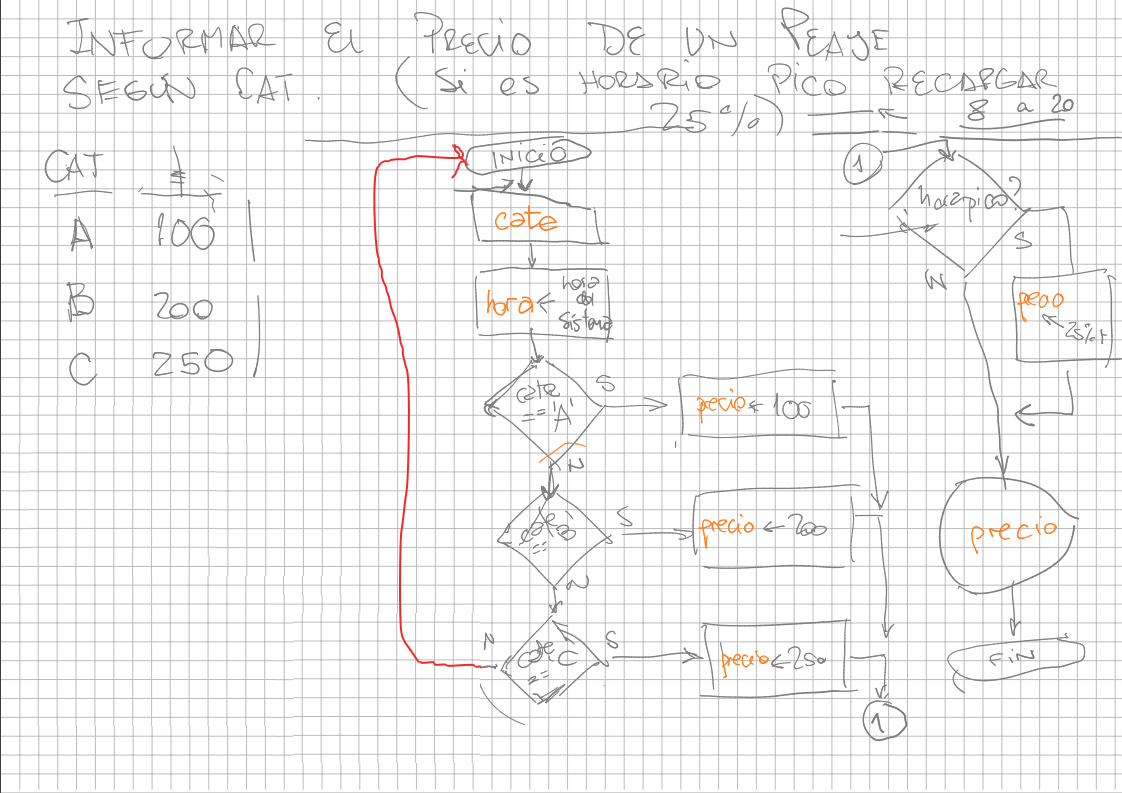 INFORMAR El PRECIO DE UN PEAJE
SEGÚN CAT. (Si es HORARIO PICO RECARGAR
25%)
8 a 20
CAT $
A 100
B 200
C 250
INICIO
cate
hora ← hora del sistema
cate == 'A'
S
precio ← 100
N
cate == B
S
precio ← 200
N
cate == C
N
S
precio ← 250
1
1
hora pico?
S
N
precio ← 25%+
precio
FIN